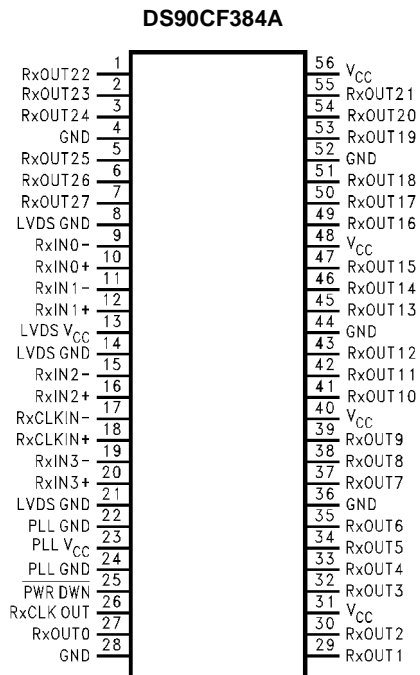 DS90CF384A
RxOUT22 1 56 VCC
RxOUT23 2 55 RxOUT21
RxOUT24 3 54 RxOUT20
GND 4 53 RxOUT19
RxOUT25 5 52 GND
RxOUT26 6 51 RxOUT18
RxOUT27 7 50 RxOUT17
LVDS GND 8 49 RxOUT16
RxIN0- 9 48 VCC
RxIN0+ 10 47 RxOUT15
RxIN1- 11 46 RxOUT14
RxIN1+ 12 45 RxOUT13
LVDS VCC 13 44 GND
LVDS GND 14 43 RxOUT12
RxIN2- 15 42 RxOUT11
RxIN2+ 16 41 RxOUT10
RxCLKIN- 17 40 VCC
RxCLKIN+ 18 39 RxOUT9
RxIN3- 19 38 RxOUT8
RxIN3+ 20 37 RxOUT7
LVDS GND 21 36 GND
PLL GND 22 35 RxOUT6
PLL VCC 23 34 RxOUT5
PLL GND 24 33 RxOUT4
PWR DWN 25 32 RxOUT3
RxCLK OUT 26 31 VCC
RxOUT0 27 30 RxOUT2
GND 28 29 RxOUT1